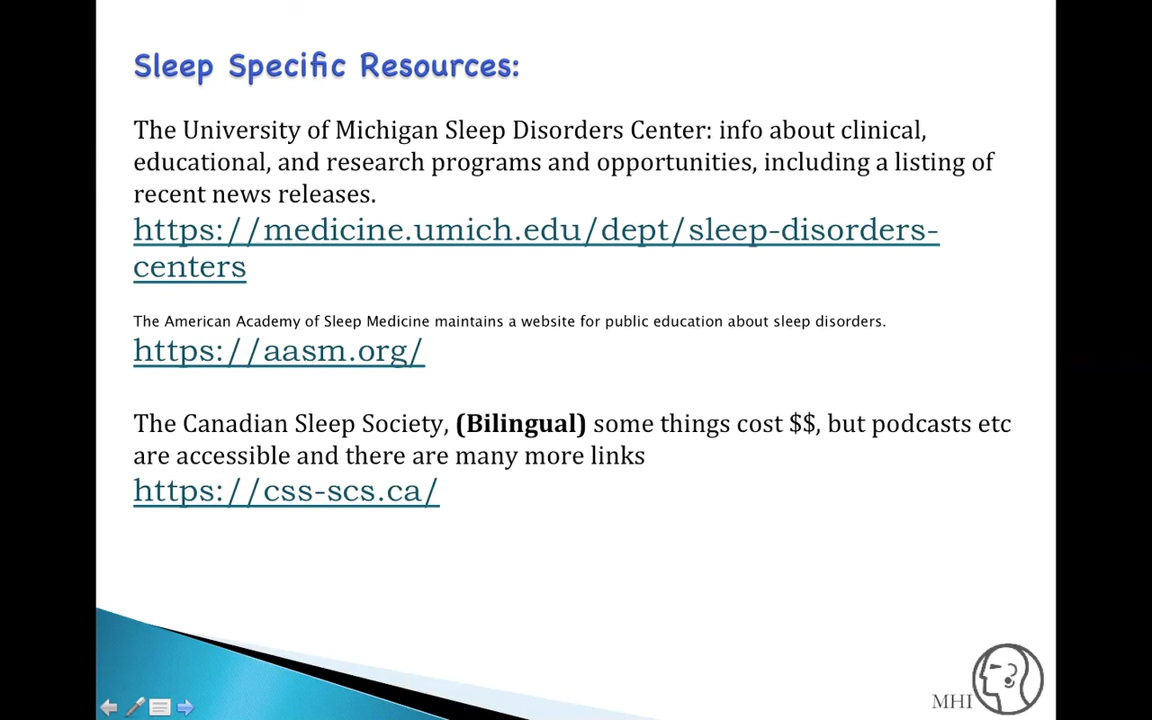 Sleep Specific Resources:
The University of Michigan Sleep Disorders Center: info about clinical,
educational, and research programs and opportunities, including a listing of
recent news releases.
https://medicine.umich.edu/dept/sleep-disorders-
centers
The American Academy of Sleep Medicine maintains a website for public education about sleep disorders.
https://aasm.org/
The Canadian Sleep Society, (Bilingual) some things cost $$, but podcasts etc
are accessible and there are many more links
https://css-scs.ca/
MHI